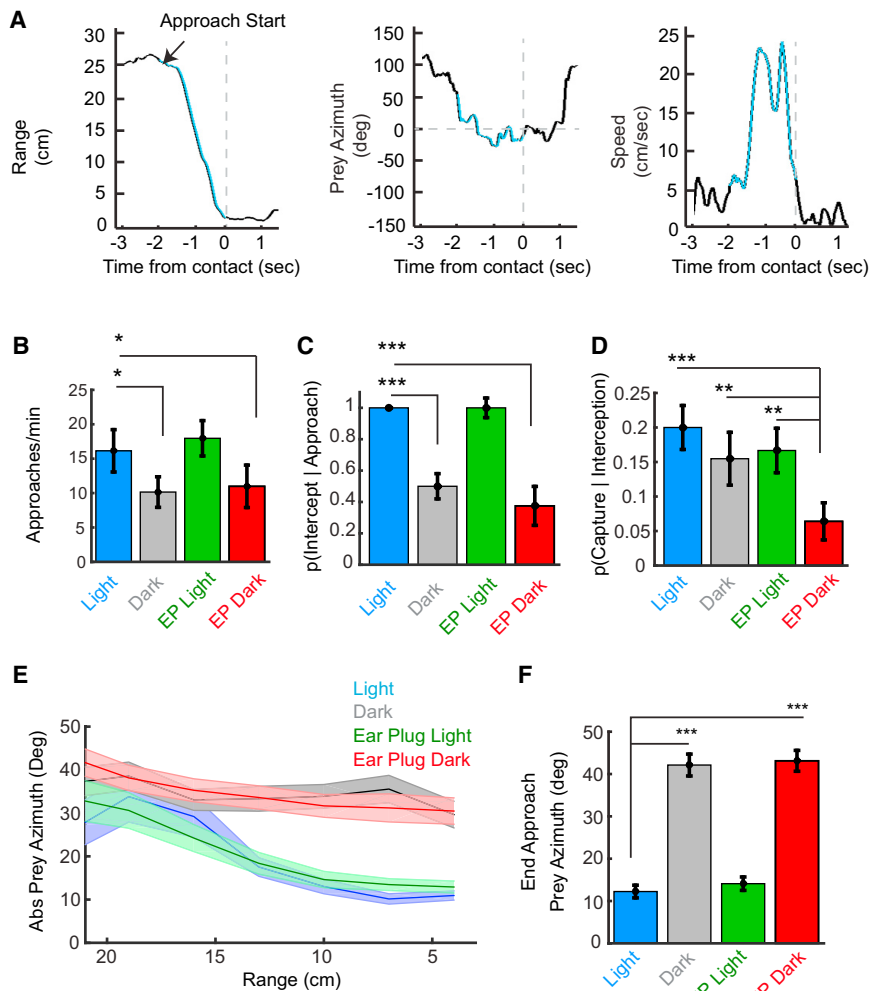 A
Approach Start
Range
(cm)
30
25
20
15
10
5
0
-3 -2 -1 0 1
Time from contact (sec)
Prey Azimuth
(deg)
150
100
50
0
-50
-100
-150
-3 -2 -1 0 1
Time from contact (sec)
Speed
(cm/sec)
25
20
15
10
5
0
-3 -2 -1 0 1
Time from contact (sec)
B
*
*
Approaches/min
25
20
15
10
5
0
Light
Dark
EP Light
EP Dark
C
***
***
p(Intercept | Approach)
1
0.8
0.6
0.4
0.2
0
Light
Dark
EP Light
EP Dark
D
***
**
**
p(Capture | Interception)
0.25
0.2
0.15
0.1
0.05
0
Light
Dark
EP Light
EP Dark
E
Light
Dark
Ear Plug Light
Ear Plug Dark
Abs Prey Azimuth (Deg)
50
40
30
20
10
0
20 15 10 5
Range (cm)
F
***
***
End Approach
Prey Azimuth (deg)
50
40
30
20
10
0
Light
Dark
P Light
P Dark